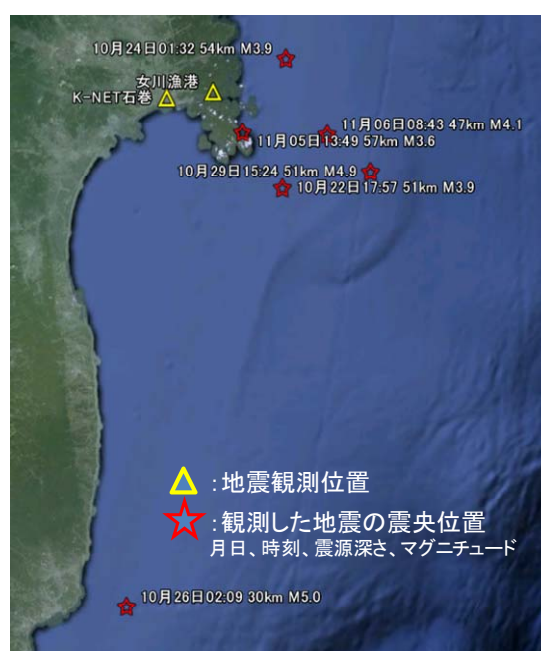 10月24日01:32 54km M3.9
女川漁港
K-NET石巻
11月06日08:43 47km M4.1
11月05日13:49 57km M3.6
10月29日15:24 51km M4.9
10月22日17:57 51km M3.9
:地震観測位置
:観測した地震の震央位置
月日、時刻、震源深さ、マグニチュード
10月26日02:09 30km M5.0